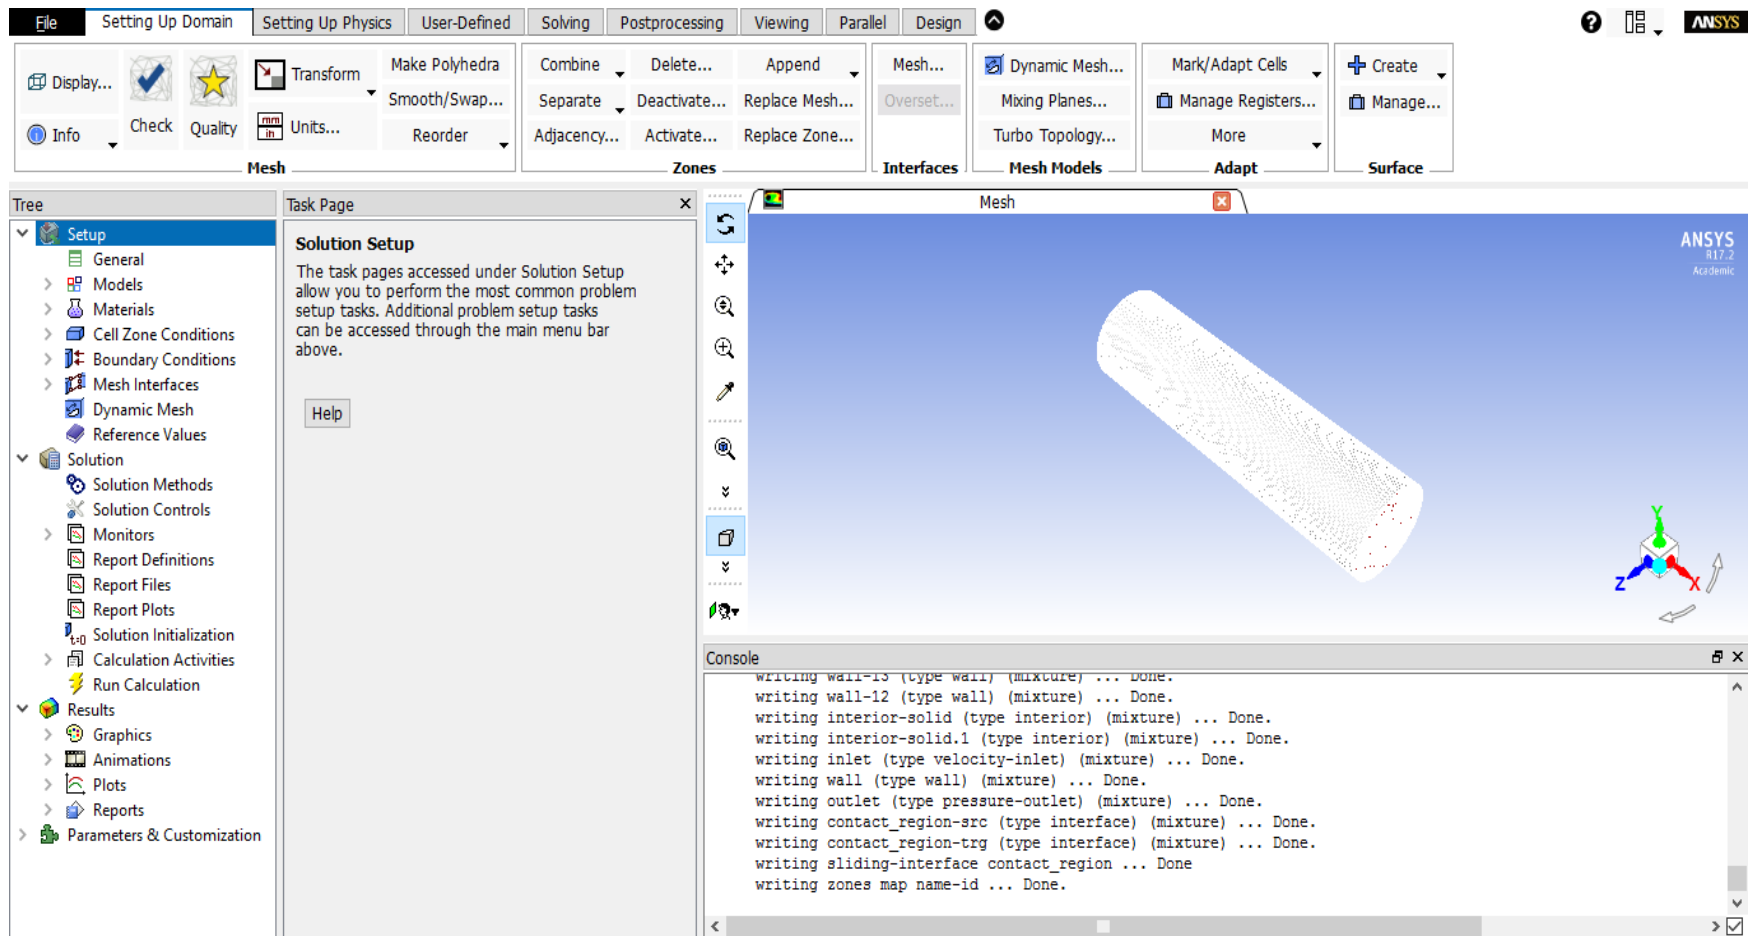 File Setting Up Domain Setting Up Physics User-Defined Solving Postprocessing Viewing Parallel Design ANSYS
Display... Transform Make Polyhedra Combine Delete... Append Mesh... Dynamic Mesh... Mark/Adapt Cells Create
Smooth/Swap... Separate Deactivate... Replace Mesh... Overset... Mixing Planes... Manage Registers... Manage...
Info Check Quality mm in Units... Reorder Adjacency... Activate... Replace Zone... Turbo Topology... More
Mesh Zones Interfaces Mesh Models Adapt Surface
Tree
Setup
General
Models
Materials
Cell Zone Conditions
Boundary Conditions
Mesh Interfaces
Dynamic Mesh
Reference Values
Solution
Solution Methods
Solution Controls
Monitors
Report Definitions
Report Files
Report Plots
t=0 Solution Initialization
Calculation Activities
Run Calculation
Results
Graphics
Animations
Plots
Reports
Parameters & Customization
Task Page
Solution Setup
The task pages accessed under Solution Setup
allow you to perform the most common problem
setup tasks. Additional problem setup tasks
can be accessed through the main menu bar
above.
Help
Mesh
ANSYS
R17.2
Academic
Y
Z X
Console
writing wall-13 (type wall) (mixture) ... Done.
writing wall-12 (type wall) (mixture) ... Done.
writing interior-solid (type interior) (mixture) ... Done.
writing interior-solid.1 (type interior) (mixture) ... Done.
writing inlet (type velocity-inlet) (mixture) ... Done.
writing wall (type wall) (mixture) ... Done.
writing outlet (type pressure-outlet) (mixture) ... Done.
writing contact_region-src (type interface) (mixture) ... Done.
writing contact_region-trg (type interface) (mixture) ... Done.
writing sliding-interface contact_region ... Done
writing zones map name-id ... Done.